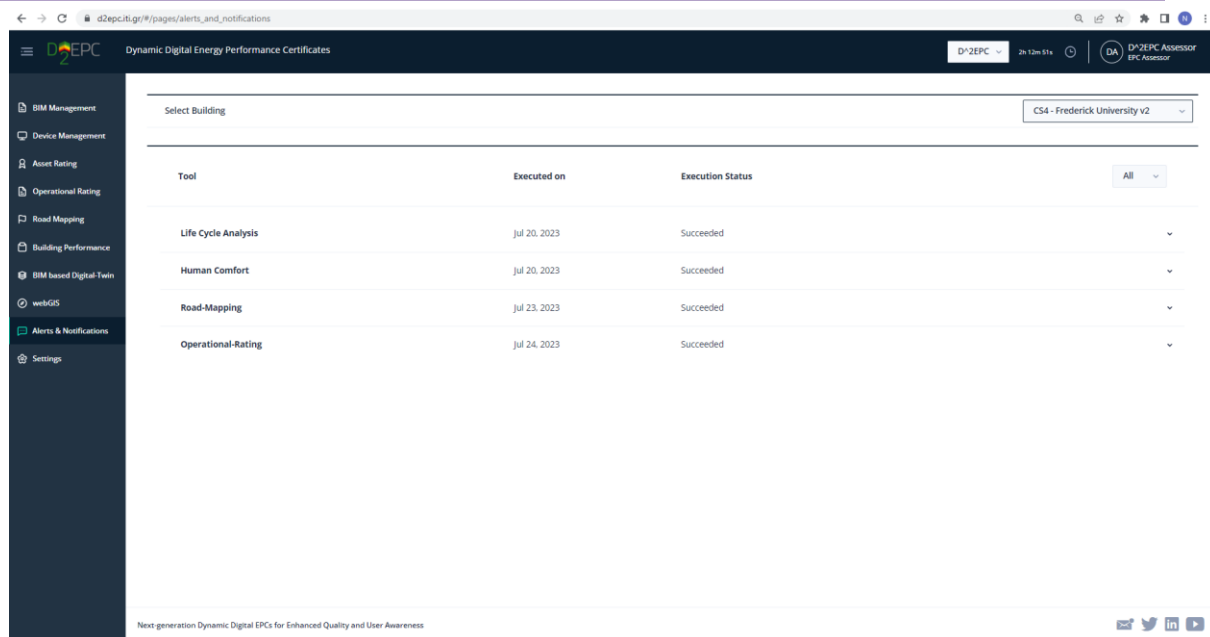 d2epc.iti.gr/#/pages/alerts_and_notifications
N
D2EPC
Dynamic Digital Energy Performance Certificates
D^2EPC
2h 12m 51s
DA
D^2EPC Assessor
EPC Assessor
BIM Management
Device Management
Asset Rating
Operational Rating
Road Mapping
Building Performance
BIM based Digital-Twin
webGIS
Alerts & Notifications
Settings
Select Building
CS4 - Frederick University v2
Tool Executed on Execution Status All
Life Cycle Analysis Jul 20, 2023 Succeeded
Human Comfort Jul 20, 2023 Succeeded
Road-Mapping Jul 23, 2023 Succeeded
Operational-Rating Jul 24, 2023 Succeeded
Next-generation Dynamic Digital EPCs for Enhanced Quality and User Awareness
in